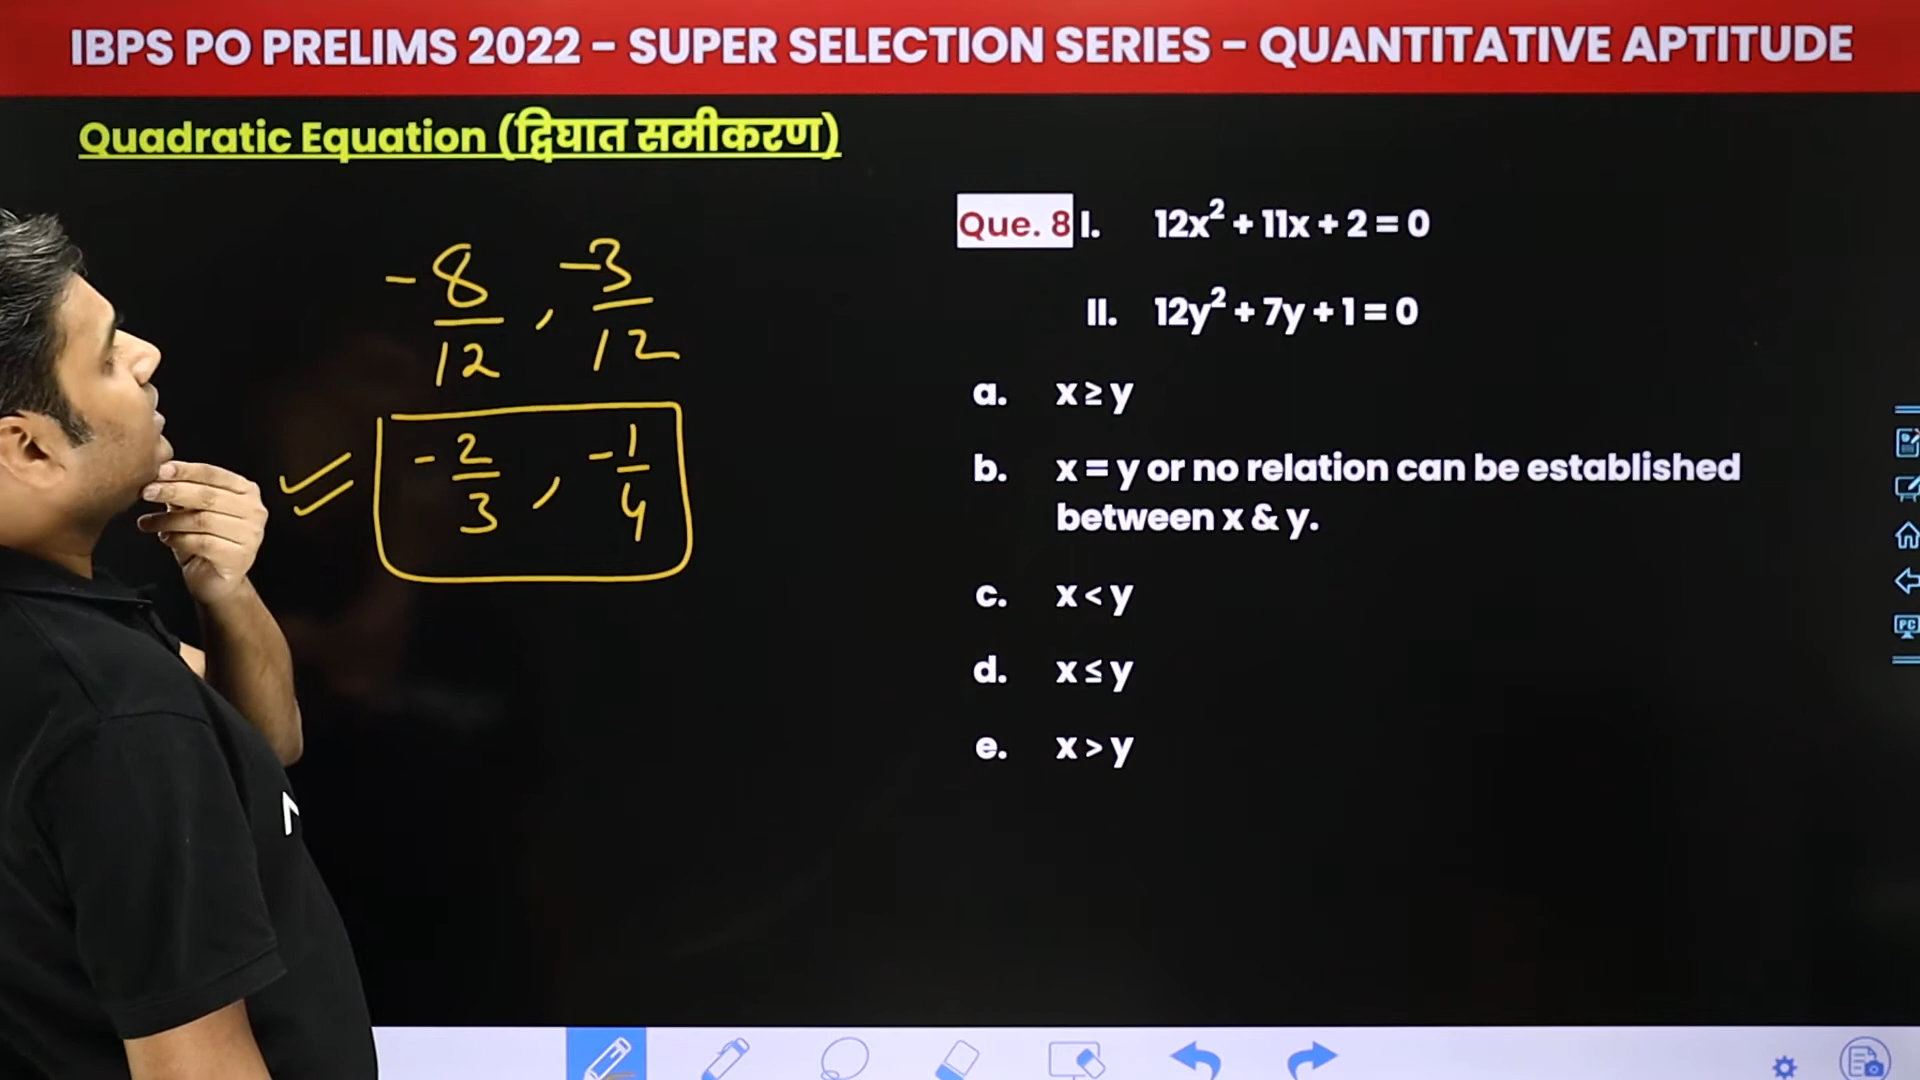 IBPS PO PRELIMS 2022 - SUPER SELECTION SERIES - QUANTITATIVE APTITUDE
Quadratic Equation (द्विघात समीकरण)
-8/12 , -3/12
-2/3 , -1/4
Que. 8 I. 12x² + 11x + 2 = 0
II. 12y² + 7y + 1 = 0
a. x ≥ y
b. x = y or no relation can be established
between x & y.
c. x < y
d. x ≤ y
e. x > y
PC